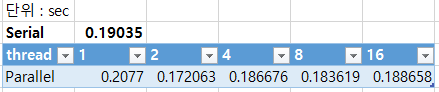 단위 : sec
Serial 0.19035
thread 1 2 4 8 16
Parallel 0.2077 0.172063 0.186676 0.183619 0.188658